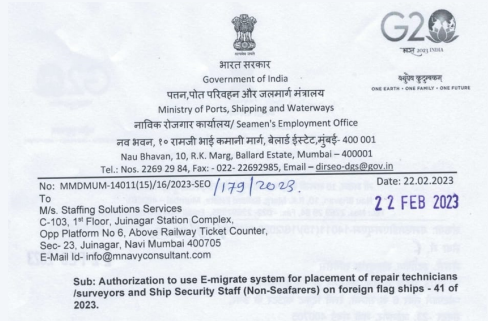 G20
भारत 2023 INDIA
वसुधैव कुटुम्बकम्
ONE EARTH • ONE FAMILY • ONE FUTURE
भारत सरकार
Government of India
पत्तन,पोत परिवहन और जलमार्ग मंत्रालय
Ministry of Ports, Shipping and Waterways
नाविक रोजगार कार्यालय/ Seamen's Employment Office
नव भवन, १० रामजी भाई कमानी मार्ग, बेलार्ड ईस्टेट,मुंबई- 400 001
Nau Bhavan, 10, R.K. Marg, Ballard Estate, Mumbai – 400001
Tel.: Nos. 2269 29 84, Fax: - 022- 22692985, Email – dirseo-dgs@gov.in
No: MMDMUM-14011(15)/16/2023-SEO /179/2023.
Date: 22.02.2023
22 FEB 2023
To
M/s. Staffing Solutions Services
C-103, 1st Floor, Juinagar Station Complex,
Opp Platform No 6, Above Railway Ticket Counter,
Sec- 23, Juinagar, Navi Mumbai 400705
E-Mail Id- info@mnavyconsultant.com
Sub: Authorization to use E-migrate system for placement of repair technicians
/surveyors and Ship Security Staff (Non-Seafarers) on foreign flag ships - 41 of
2023.